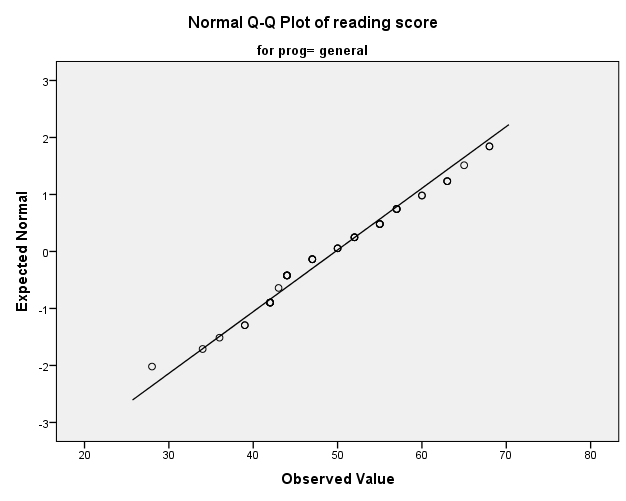 Normal Q-Q Plot of reading score
for prog= general
Expected Normal
3
2
1
0
-1
-2
-3
20 30 40 50 60 70 80
Observed Value